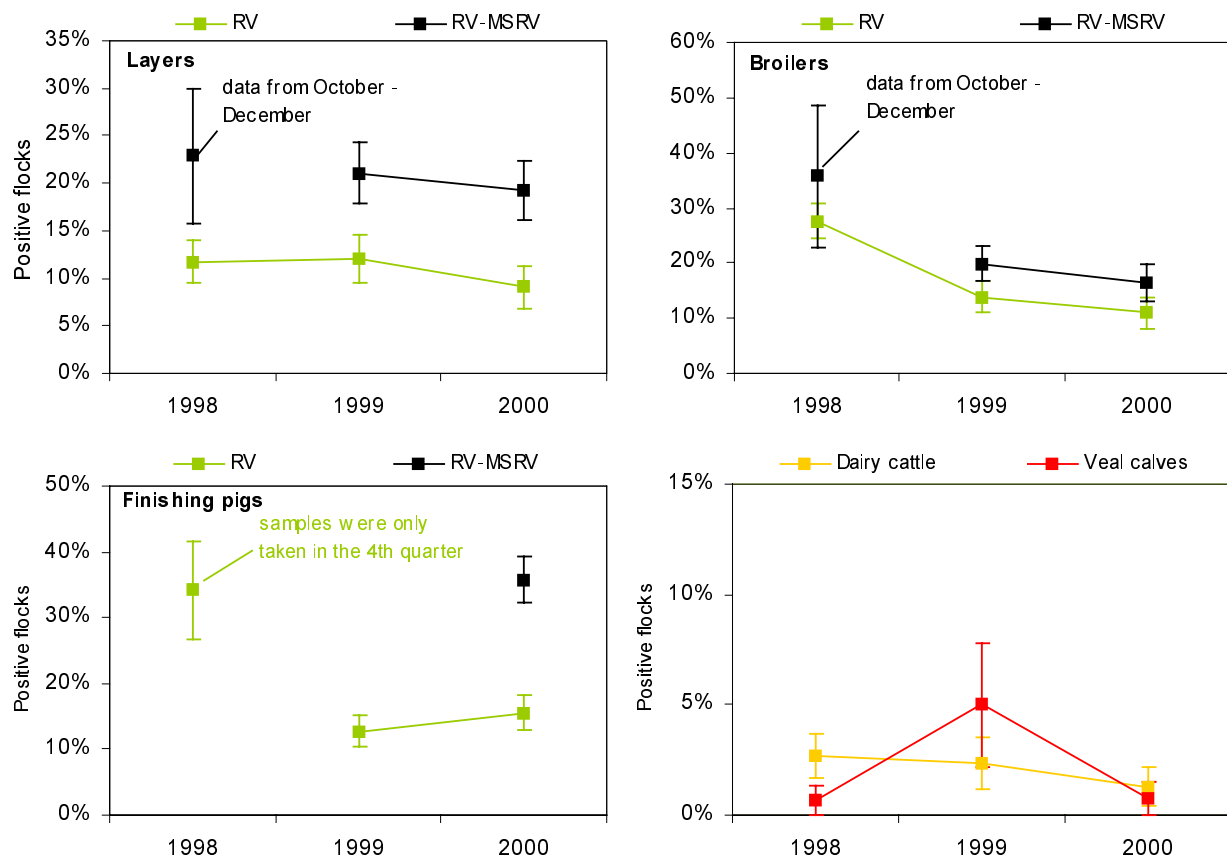 RV RV-MSRV
35%
30%
25%
20%
15%
10%
5%
0%
Positive flocks
Layers
data from October -
December
1998 1999 2000
RV RV-MSRV
60%
50%
40%
30%
20%
10%
0%
Broilers
data from October -
December
1998 1999 2000
RV RV-MSRV
50%
40%
30%
20%
10%
0%
Positive flocks
Finishing pigs
samples were only
taken in the 4th quarter
1998 1999 2000
Dairy cattle Veal calves
15%
10%
5%
0%
Positive flocks
1998 1999 2000